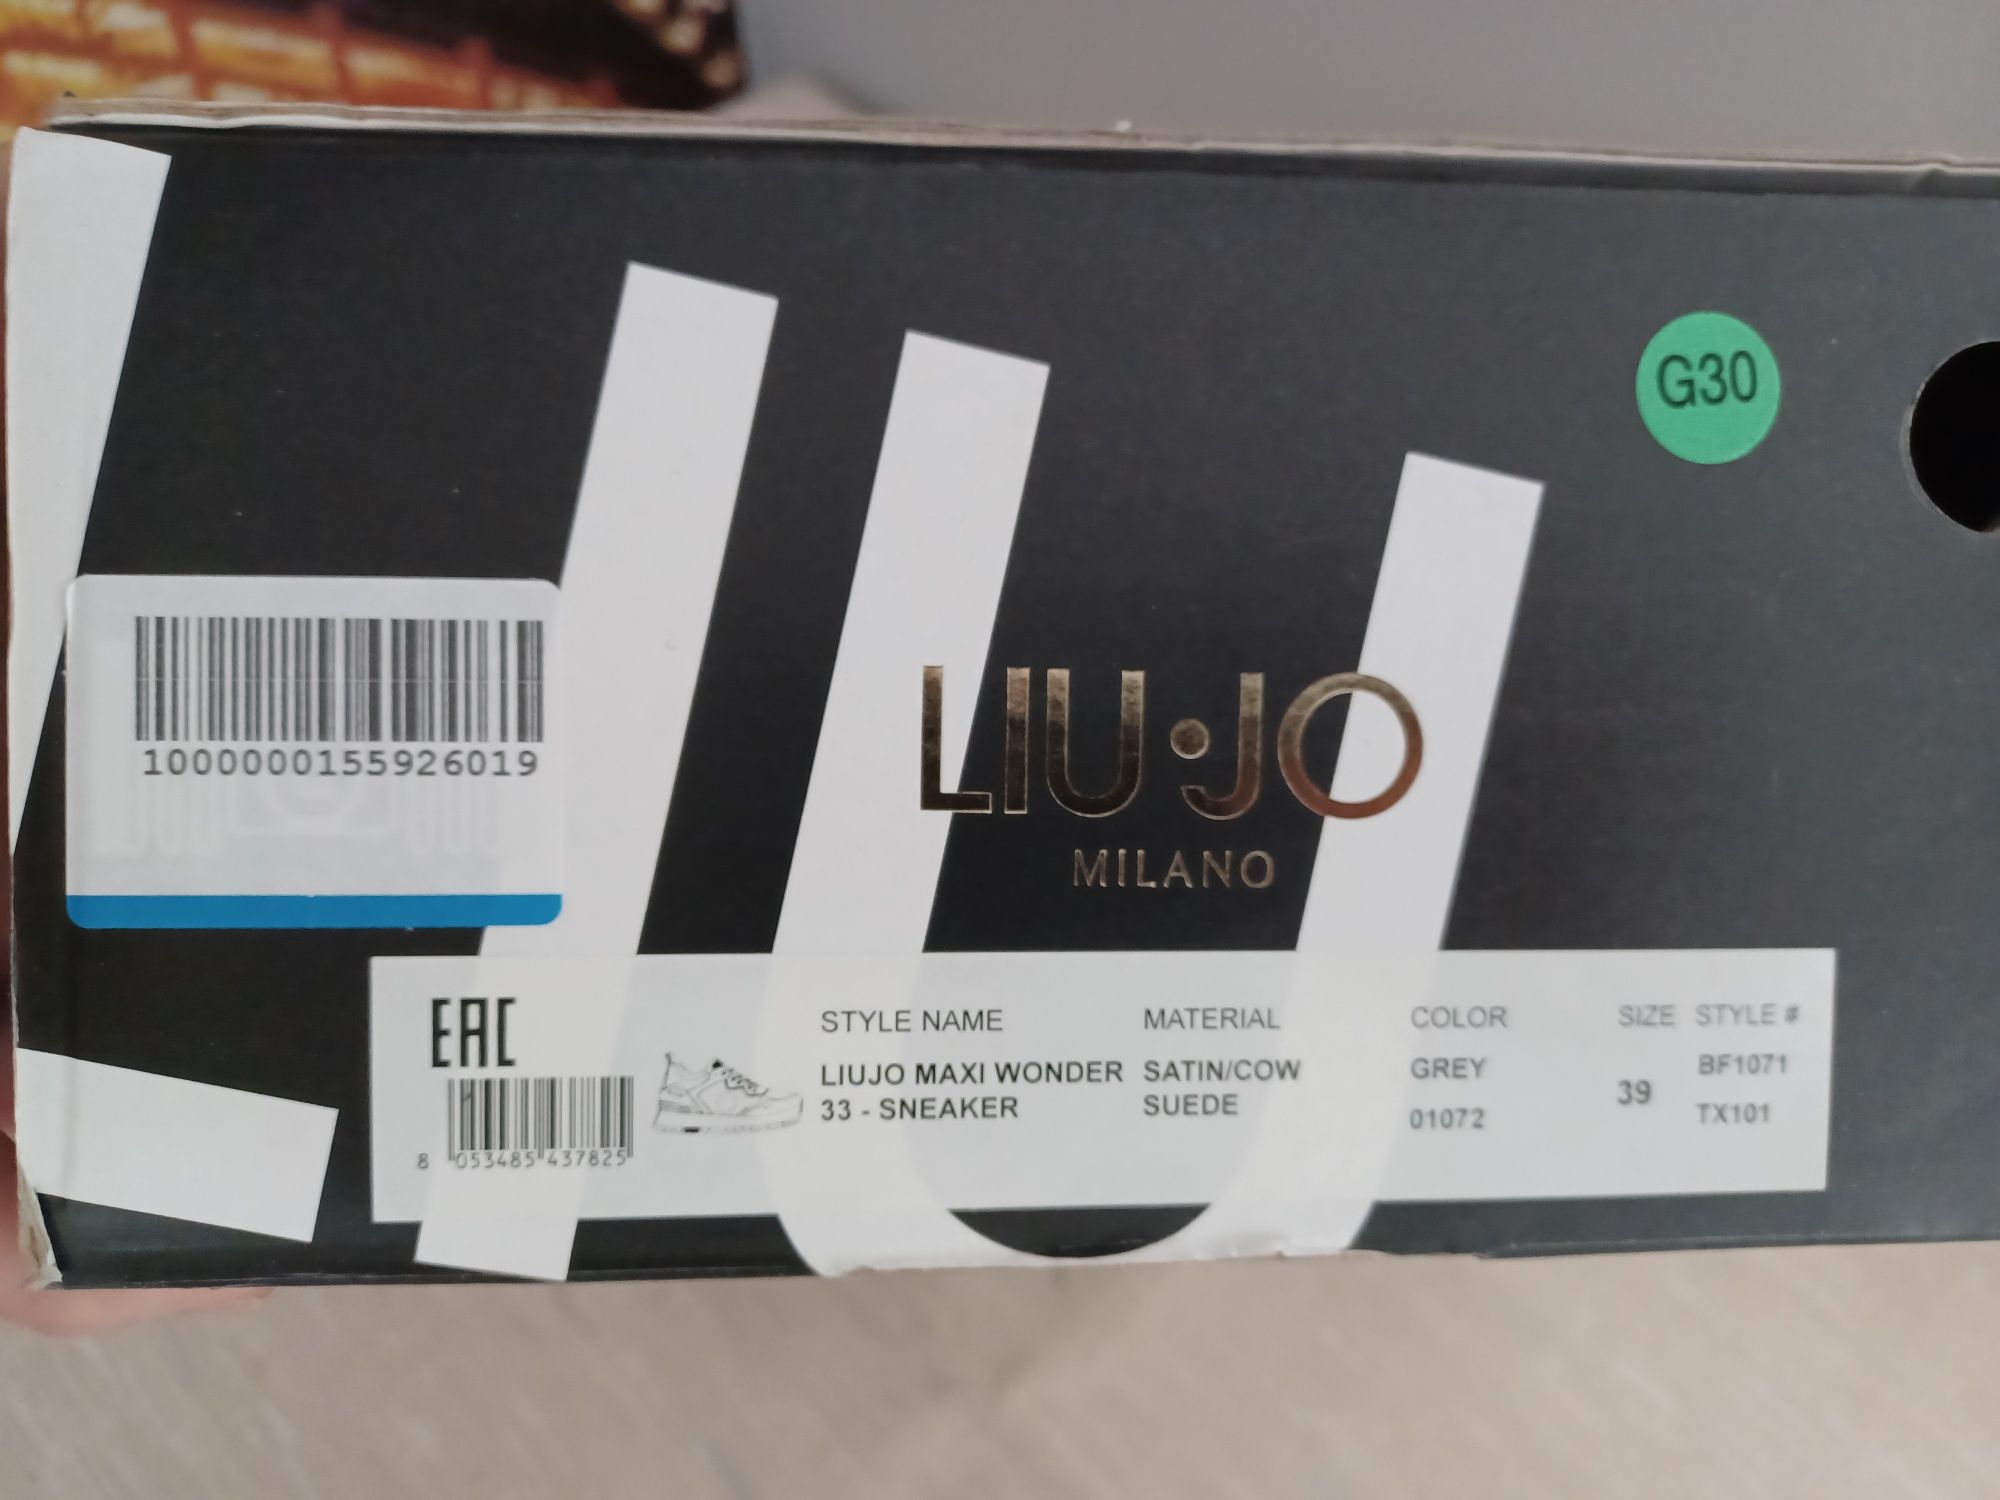 G30
1000000155926019
LIU·JO
MILANO
EAC
8 053485 437825
STYLE NAME
LIUJO MAXI WONDER
33 - SNEAKER
MATERIAL
SATIN/COW
SUEDE
COLOR
GREY
01072
SIZE
39
STYLE #
BF1071
TX101